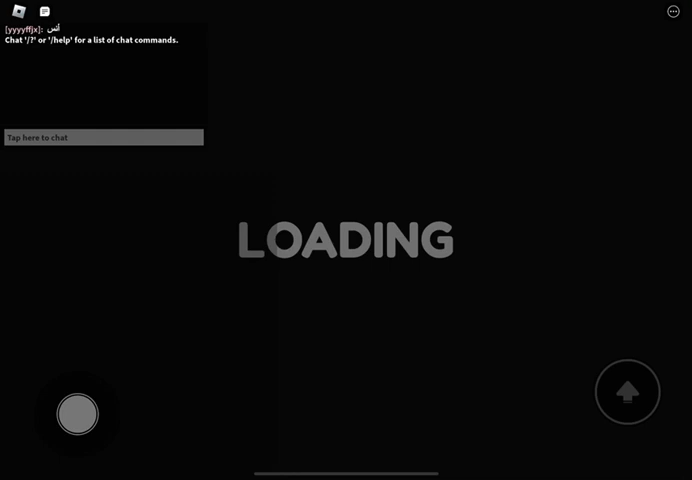 [yyyyffjx]: أنس
Chat '/?' or '/help' for a list of chat commands.
Tap here to chat
LOADING